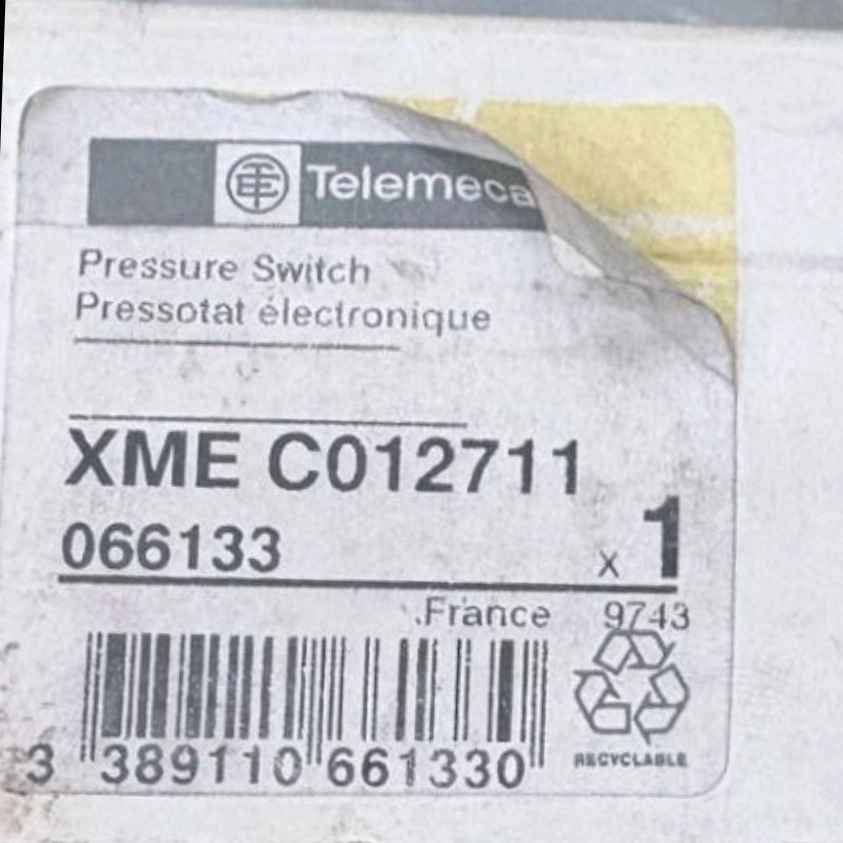 Telemeca
Pressure Switch
Pressotat électronique
XME C012711
066133 x 1
France 9743
3 389110 661330
RECYCLABLE